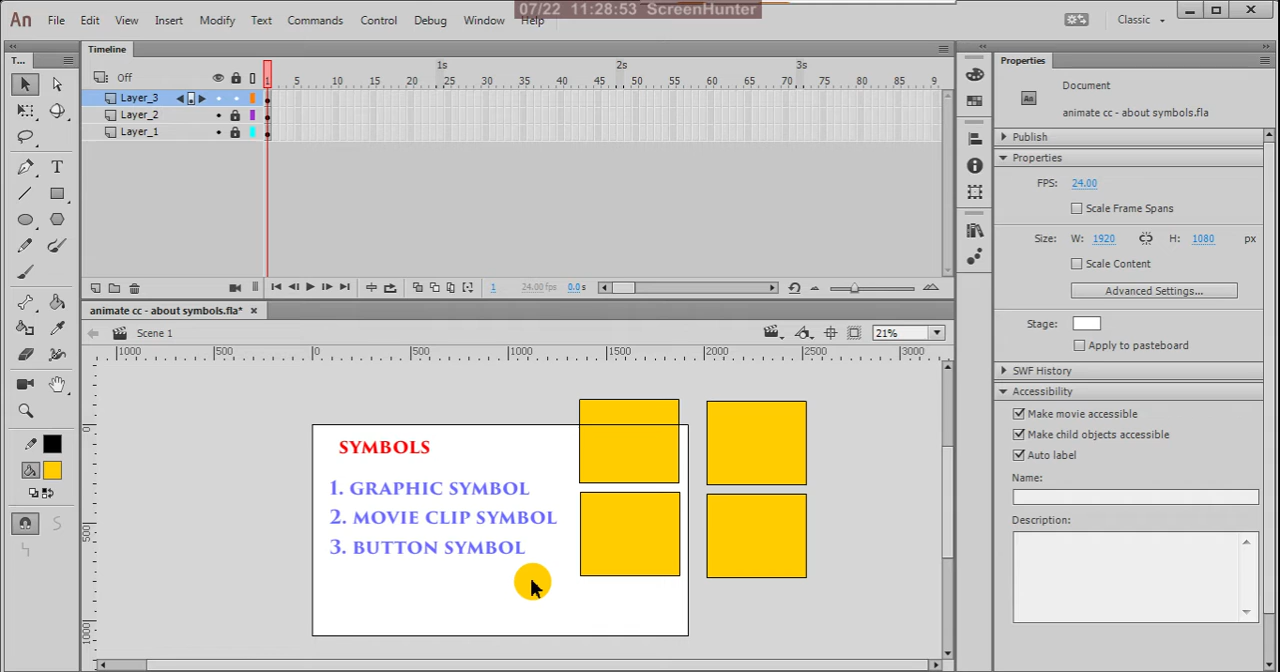 07/22 11:28:53 ScreenHunter
An File Edit View Insert Modify Text Commands Control Debug Window Help Classic
T... Timeline Properties
1s 2s 3s
Off 1 5 10 15 20 25 30 35 40 45 50 55 60 65 70 75 80 85 9
Layer_3
Layer_2
Layer_1
1 24.00 fps 0.0s
animate cc - about symbols.fla*
Scene 1 21%
1000 500 0 500 1000 1500 2000 2500 3000
0
500
1000
SYMBOLS
1. GRAPHIC SYMBOL
2. MOVIE CLIP SYMBOL
3. BUTTON SYMBOL
An Document
animate cc - about symbols.fla
Publish
Properties
FPS: 24.00
Scale Frame Spans
Size: W: 1920 H: 1080 px
Scale Content
Advanced Settings...
Stage:
Apply to pasteboard
SWF History
Accessibility
Make movie accessible
Make child objects accessible
Auto label
Name:
Description: